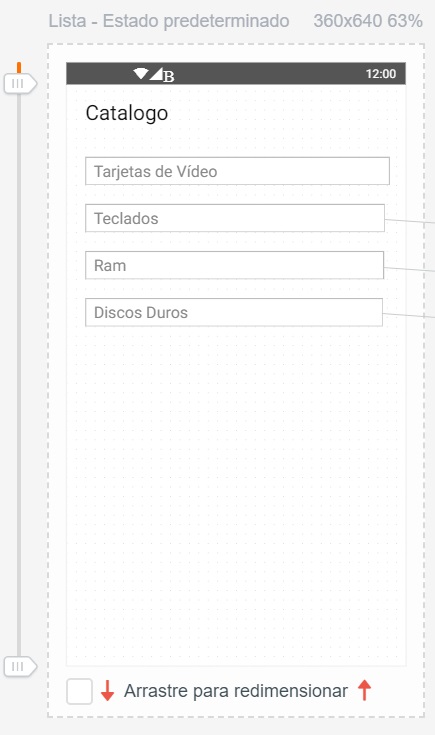 Lista - Estado predeterminado 360x640 63%
B 12:00
Catalogo
Tarjetas de Vídeo
Teclados
Ram
Discos Duros
Arrastre para redimensionar